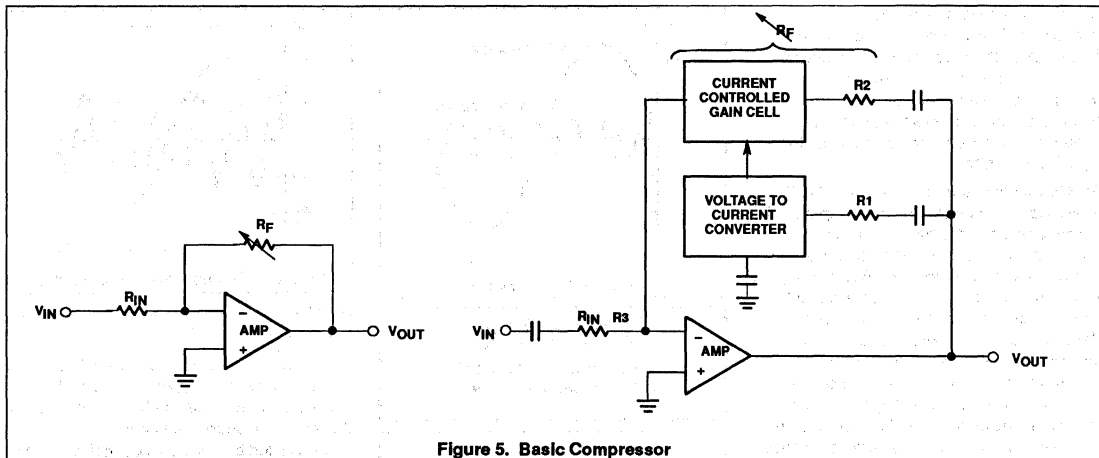 RF
VIN
RIN
AMP
−
+
VOUT
RF
CURRENT
CONTROLLED
GAIN CELL
R2
VOLTAGE TO
CURRENT
CONVERTER
R1
VIN
RIN R3
−
AMP
+
VOUT
Figure 5. Basic Compressor